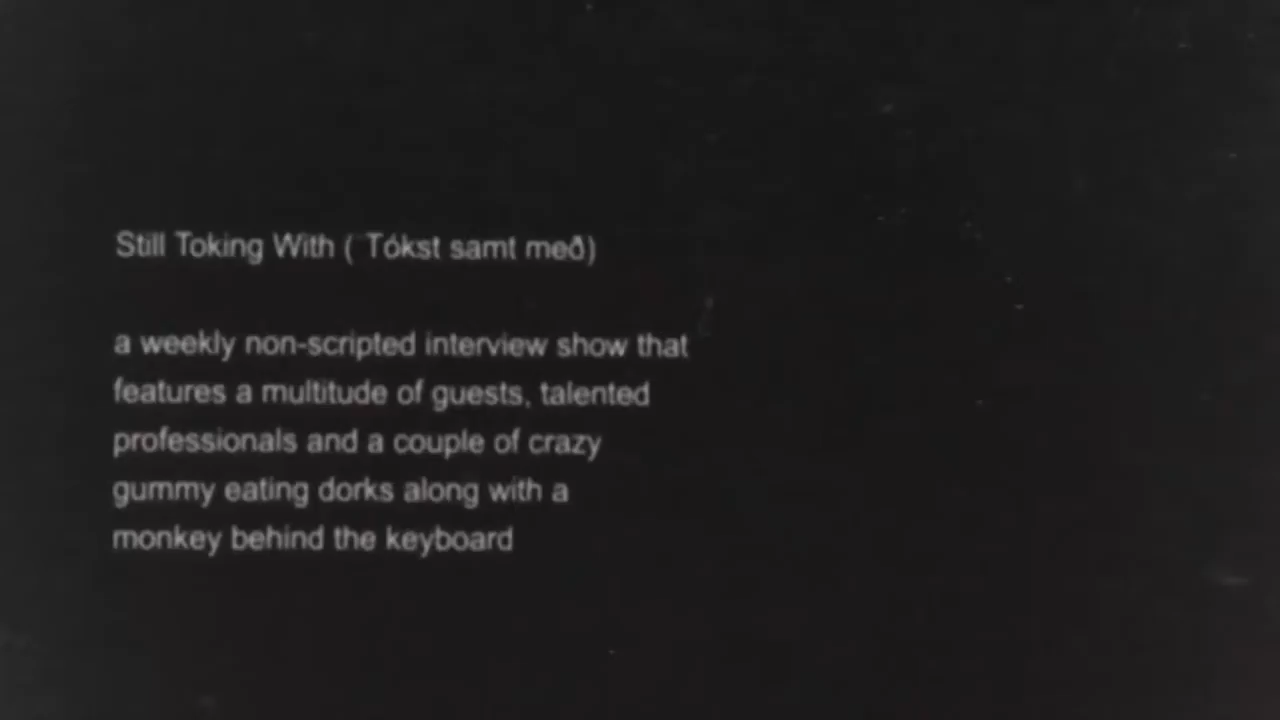 Still Toking With ( Tókst samt með)
a weekly non-scripted interview show that
features a multitude of guests, talented
professionals and a couple of crazy
gummy eating dorks along with a
monkey behind the keyboard